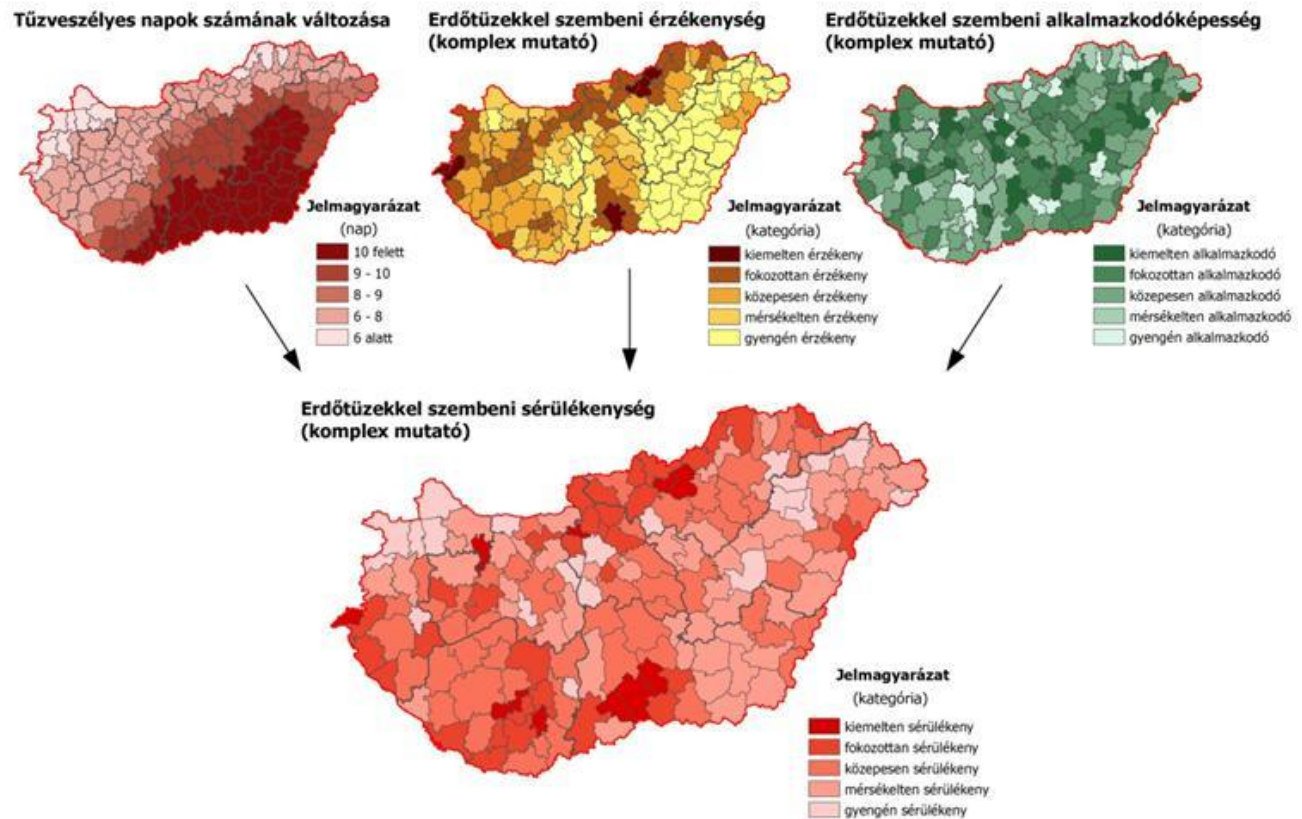 Tűzveszélyes napok számának változása
Jelmagyarázat
(nap)
10 felett
9 - 10
8 - 9
6 - 8
6 alatt
Erdőtüzekkel szembeni érzékenység
(komplex mutató)
Jelmagyarázat
(kategória)
kiemelten érzékeny
fokozottan érzékeny
közepesen érzékeny
mérsékelten érzékeny
gyengén érzékeny
Erdőtüzekkel szembeni alkalmazkodóképesség
(komplex mutató)
Jelmagyarázat
(kategória)
kiemelten alkalmazkodó
fokozottan alkalmazkodó
közepesen alkalmazkodó
mérsékelten alkalmazkodó
gyengén alkalmazkodó
Erdőtüzekkel szembeni sérülékenység
(komplex mutató)
Jelmagyarázat
(kategória)
kiemelten sérülékeny
fokozottan sérülékeny
közepesen sérülékeny
mérsékelten sérülékeny
gyengén sérülékeny